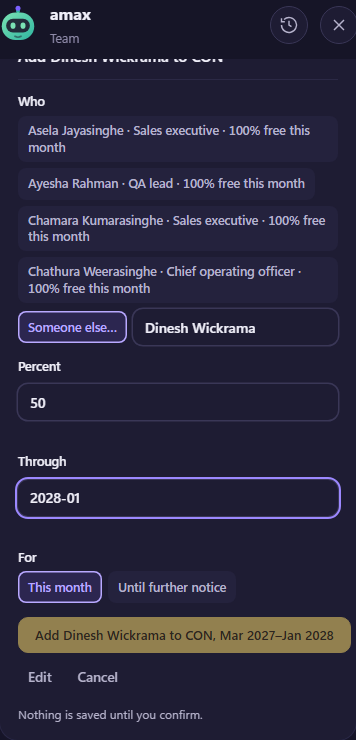 amax
Team
Add Dinesh Wickrama to CON
Who
Asela Jayasinghe · Sales executive · 100% free this
month
Ayesha Rahman · QA lead · 100% free this month
Chamara Kumarasinghe · Sales executive · 100% free
this month
Chathura Weerasinghe · Chief operating officer ·
100% free this month
Someone else...
Dinesh Wickrama
Percent
50
Through
2028-01
For
This month
Until further notice
Add Dinesh Wickrama to CON, Mar 2027–Jan 2028
Edit
Cancel
Nothing is saved until you confirm.